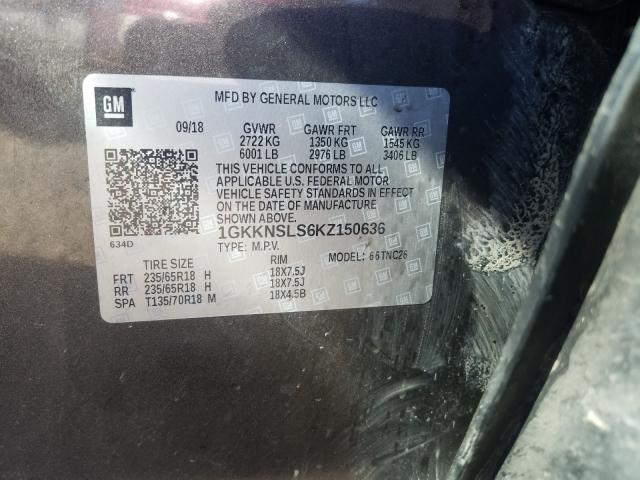 GM
MFD BY GENERAL MOTORS LLC
09/18 GVWR GAWR FRT GAWR RR
2722 KG 1350 KG 1545 KG
6001 LB 2976 LB 3406 LB
THIS VEHICLE CONFORMS TO ALL
APPLICABLE U.S. FEDERAL MOTOR
VEHICLE SAFETY STANDARDS IN EFFECT
ON THE DATE OF MANUFACTURE
SHOWN ABOVE.
634D
1GKKNSLS6KZ150636
TYPE: M.P.V. MODEL: 66TNC26
TIRE SIZE RIM
FRT 235/65R18 H 18X7.5J
RR 235/65R18 H 18X7.5J
SPA T135/70R18 M 18X4.5B